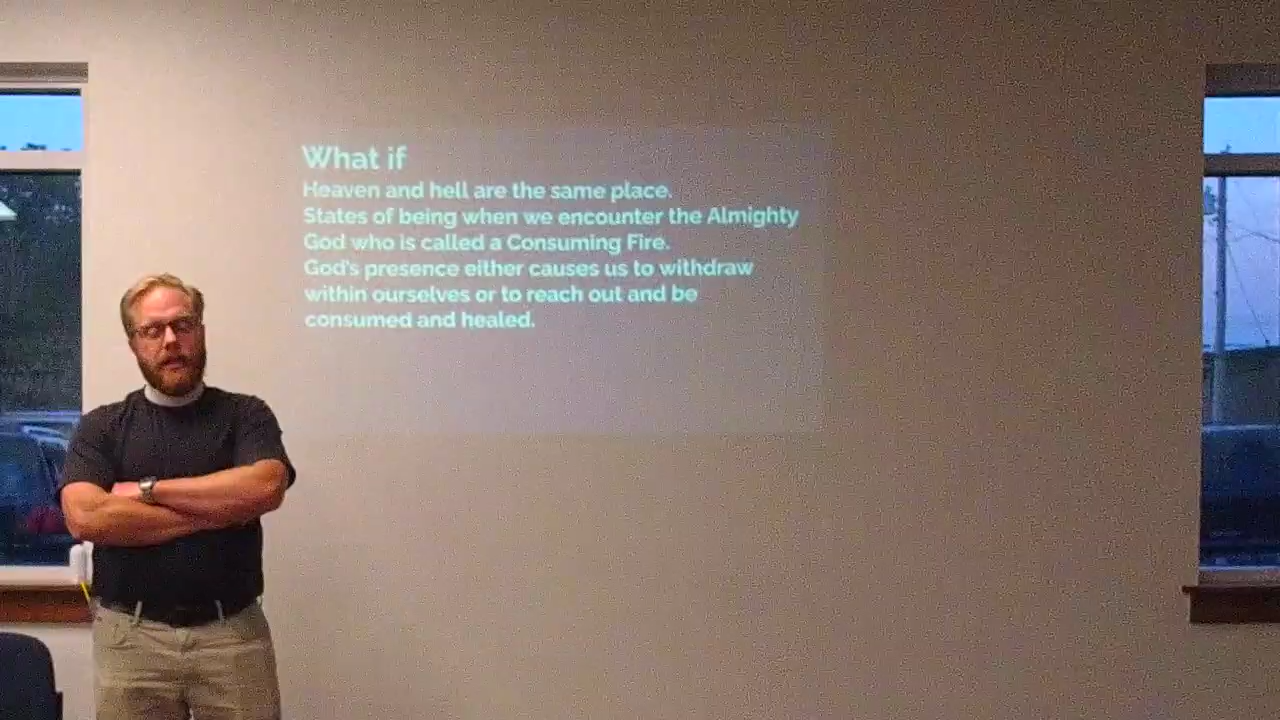 What if
Heaven and hell are the same place.
States of being when we encounter the Almighty
God who is called a Consuming Fire.
God's presence either causes us to withdraw
within ourselves or to reach out and be
consumed and healed.